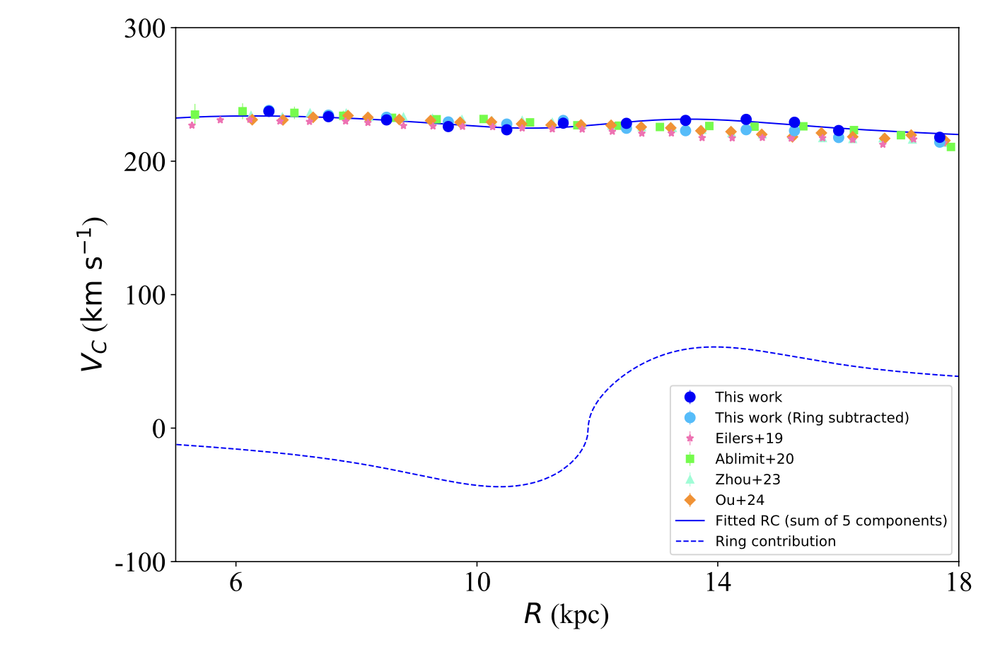 300
200
100
0
-100
V_C (km s⁻¹)
6 10 14 18
R (kpc)
This work
This work (Ring subtracted)
Eilers+19
Ablimit+20
Zhou+23
Ou+24
Fitted RC (sum of 5 components)
Ring contribution